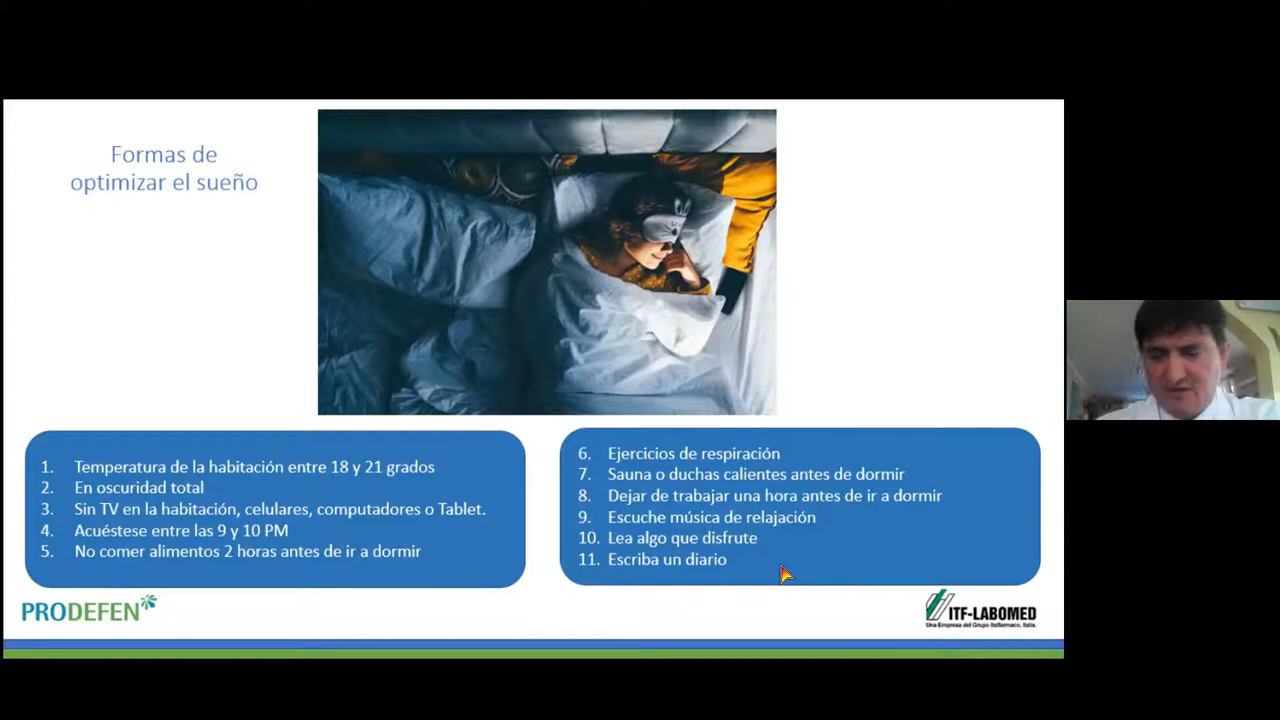 Formas de
optimizar el sueño
1. Temperatura de la habitación entre 18 y 21 grados
2. En oscuridad total
3. Sin TV en la habitación, celulares, computadores o Tablet.
4. Acuéstese entre las 9 y 10 PM
5. No comer alimentos 2 horas antes de ir a dormir
6. Ejercicios de respiración
7. Sauna o duchas calientes antes de dormir
8. Dejar de trabajar una hora antes de ir a dormir
9. Escuche música de relajación
10. Lea algo que disfrute
11. Escriba un diario
PRODEFEN
ITF-LABOMED
Una Empresa del Grupo Italfarmaco, Italia.